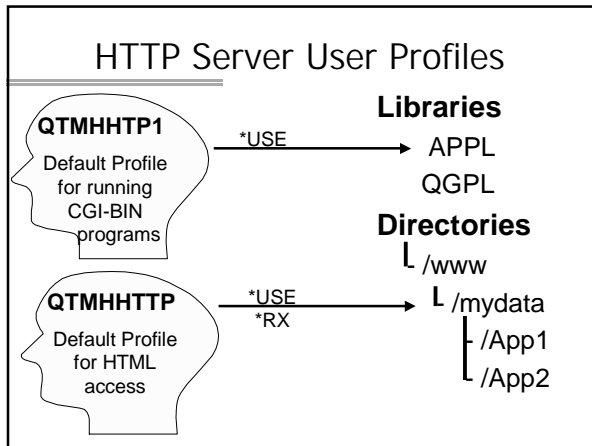 HTTP Server User Profiles
QTMHHTP1
Default Profile
for running
CGI-BIN
programs
*USE
Libraries
APPL
QGPL
Directories
/www
/mydata
/App1
/App2
QTMHHTTP
Default Profile
for HTML
access
*USE
*RX